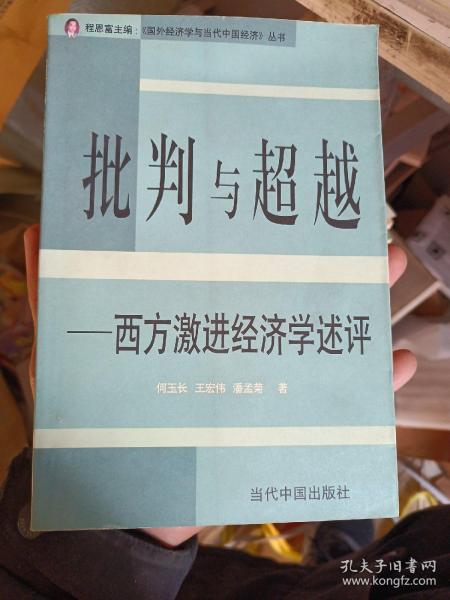 程恩富主编:《国外经济学与当代中国经济》丛书
批判与超越
——西方激进经济学述评
何玉长 王宏伟 潘孟菊 著
当代中国出版社
孔夫子旧书网
www.kongfz.com